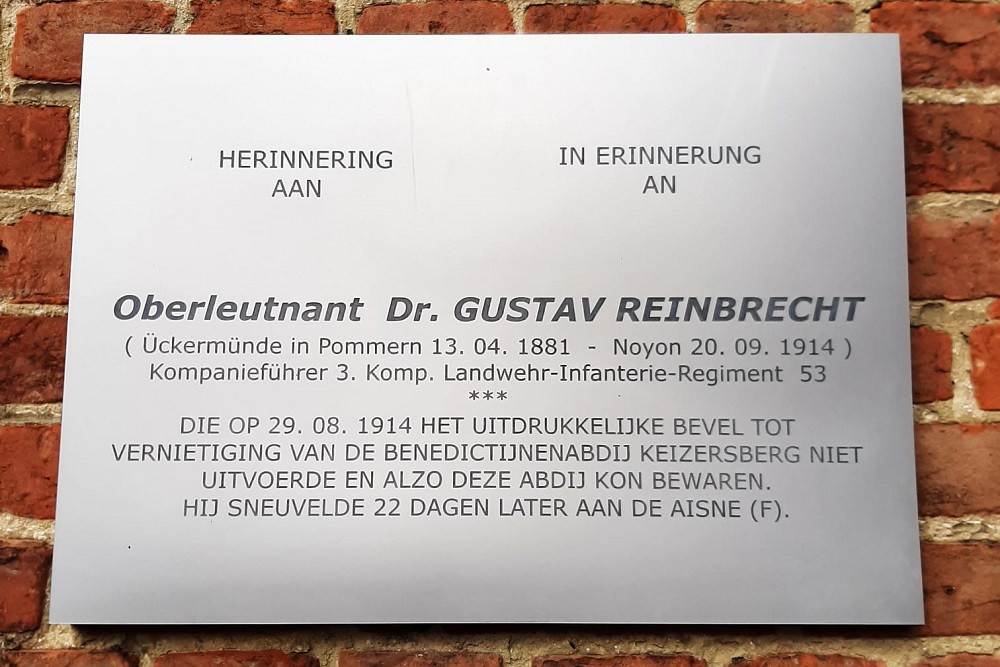 HERINNERING
AAN
IN ERINNERUNG
AN
Oberleutnant Dr. GUSTAV REINBRECHT
( Ückermünde in Pommern 13. 04. 1881 - Noyon 20. 09. 1914 )
Kompanieführer 3. Komp. Landwehr-Infanterie-Regiment 53
***
DIE OP 29. 08. 1914 HET UITDRUKKELIJKE BEVEL TOT
VERNIETIGING VAN DE BENEDICTIJNENABDIJ KEIZERSBERG NIET
UITVOERDE EN ALZO DEZE ABDIJ KON BEWAREN.
HIJ SNEUVELDE 22 DAGEN LATER AAN DE AISNE (F).